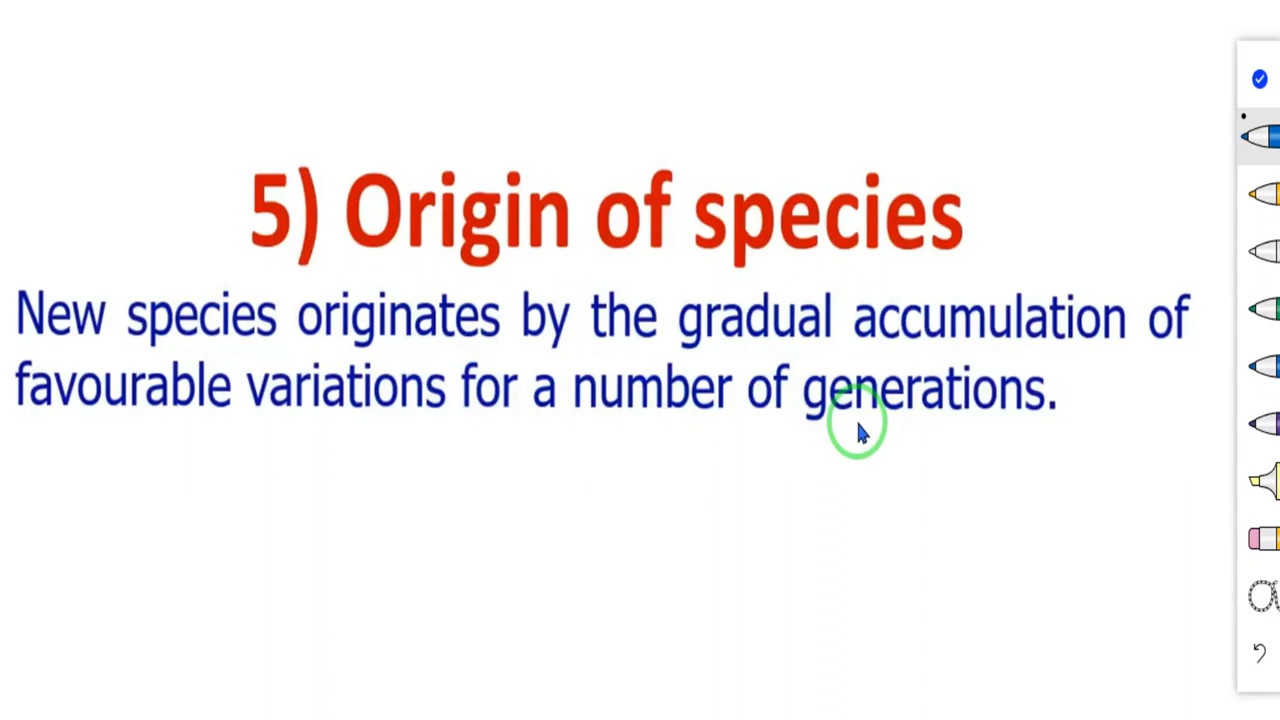 5) Origin of species
New species originates by the gradual accumulation of
favourable variations for a number of generations.